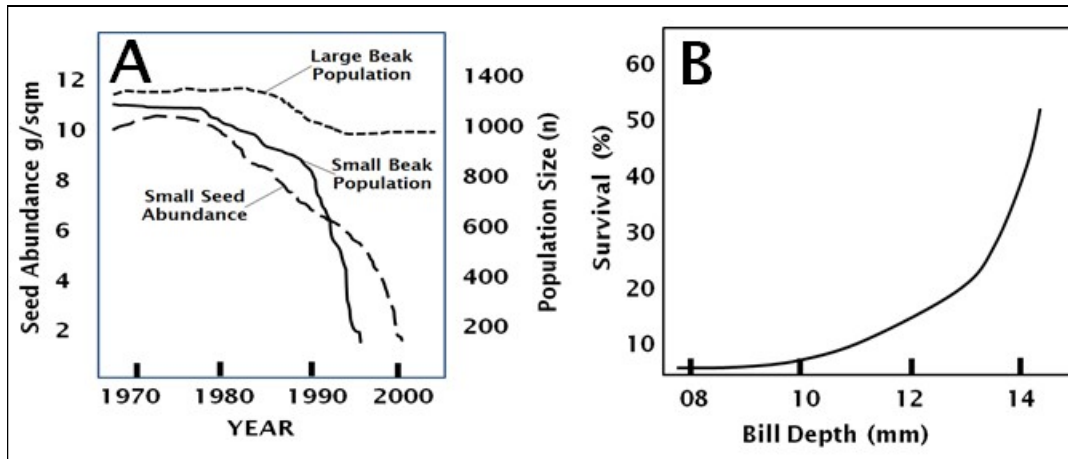 A
Large Beak
Population
Small Beak
Population
Small Seed
Abundance
Seed Abundance g/sqm
12
10
8
6
4
2
Population Size (n)
1400
1000
800
600
400
200
1970
1980
1990
2000
YEAR
B
Survival (%)
60
50
40
30
20
10
08
10
12
14
Bill Depth (mm)